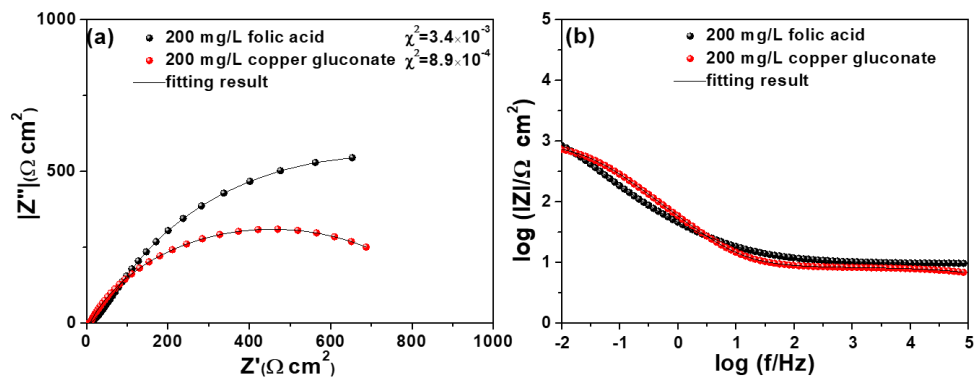 (a)
200 mg/L folic acid χ²=3.4×10⁻³
200 mg/L copper gluconate χ²=8.9×10⁻⁴
fitting result
|Z"|(Ω cm²)
1000
500
0
0 200 400 600 800 1000
Z'(Ω cm²)
(b)
200 mg/L folic acid
200 mg/L copper gluconate
fitting result
log (|Z|/Ω cm²)
5
4
3
2
1
0
-2 -1 0 1 2 3 4 5
log (f/Hz)